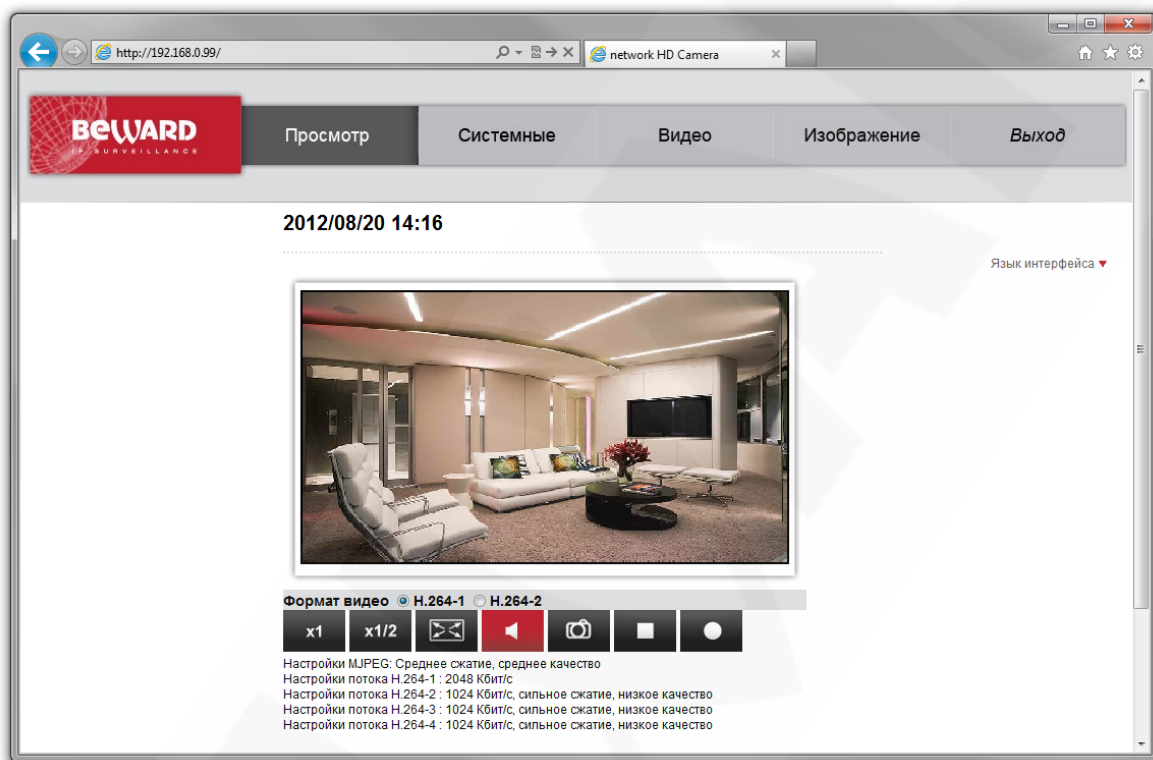 http://192.168.0.99/
network HD Camera
BEWARD
IP SURVEILLANCE
Просмотр
Системные
Видео
Изображение
Выход
2012/08/20 14:16
Язык интерфейса
Формат видео H.264-1 H.264-2
x1 x1/2
Настройки MJPEG: Среднее сжатие, среднее качество
Настройки потока H.264-1 : 2048 Кбит/с
Настройки потока H.264-2 : 1024 Кбит/с, сильное сжатие, низкое качество
Настройки потока H.264-3 : 1024 Кбит/с, сильное сжатие, низкое качество
Настройки потока H.264-4 : 1024 Кбит/с, сильное сжатие, низкое качество